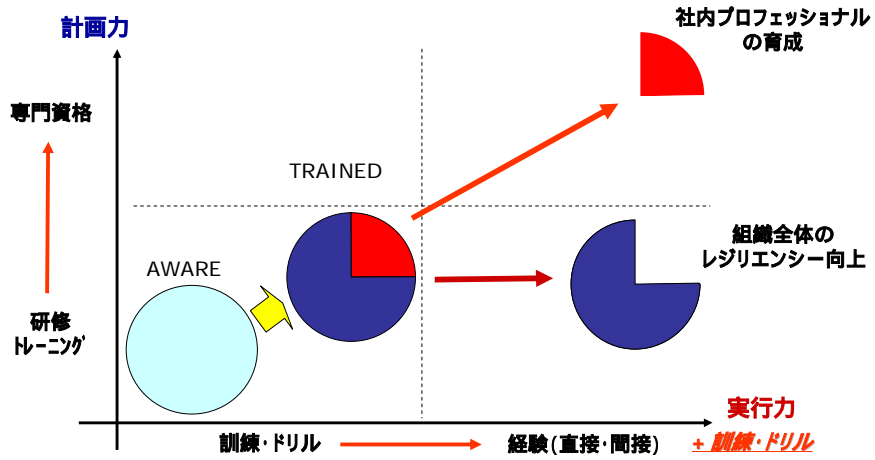 社内プロフェッショナル
の育成
計画力
専門資格
TRAINED
組織全体の
レジリエンシー向上
AWARE
研修
トレーニング
実行力
訓練・ドリル
経験(直接・間接)
+ 訓練・ドリル